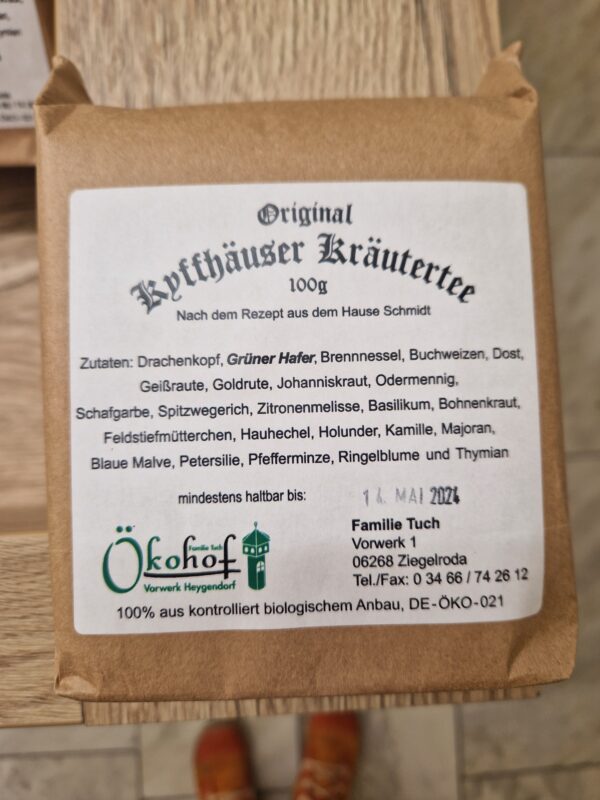 Original
Kyffhäuser Kräutertee
100g
Nach dem Rezept aus dem Hause Schmidt
Zutaten: Drachenkopf, Grüner Hafer, Brennnessel, Buchweizen, Dost,
Geißraute, Goldrute, Johanniskraut, Odermennig,
Schafgarbe, Spitzwegerich, Zitronenmelisse, Basilikum, Bohnenkraut,
Feldstiefmütterchen, Hauhechel, Holunder, Kamille, Majoran,
Blaue Malve, Petersilie, Pfefferminze, Ringelblume und Thymian
mindestens haltbar bis: 14. MAI 2024
Familie Tuch
Ökohof
Vorwerk Heygendorf
Familie Tuch
Vorwerk 1
06268 Ziegelroda
Tel./Fax: 0 34 66 / 74 26 12
100% aus kontrolliert biologischem Anbau, DE-ÖKO-021